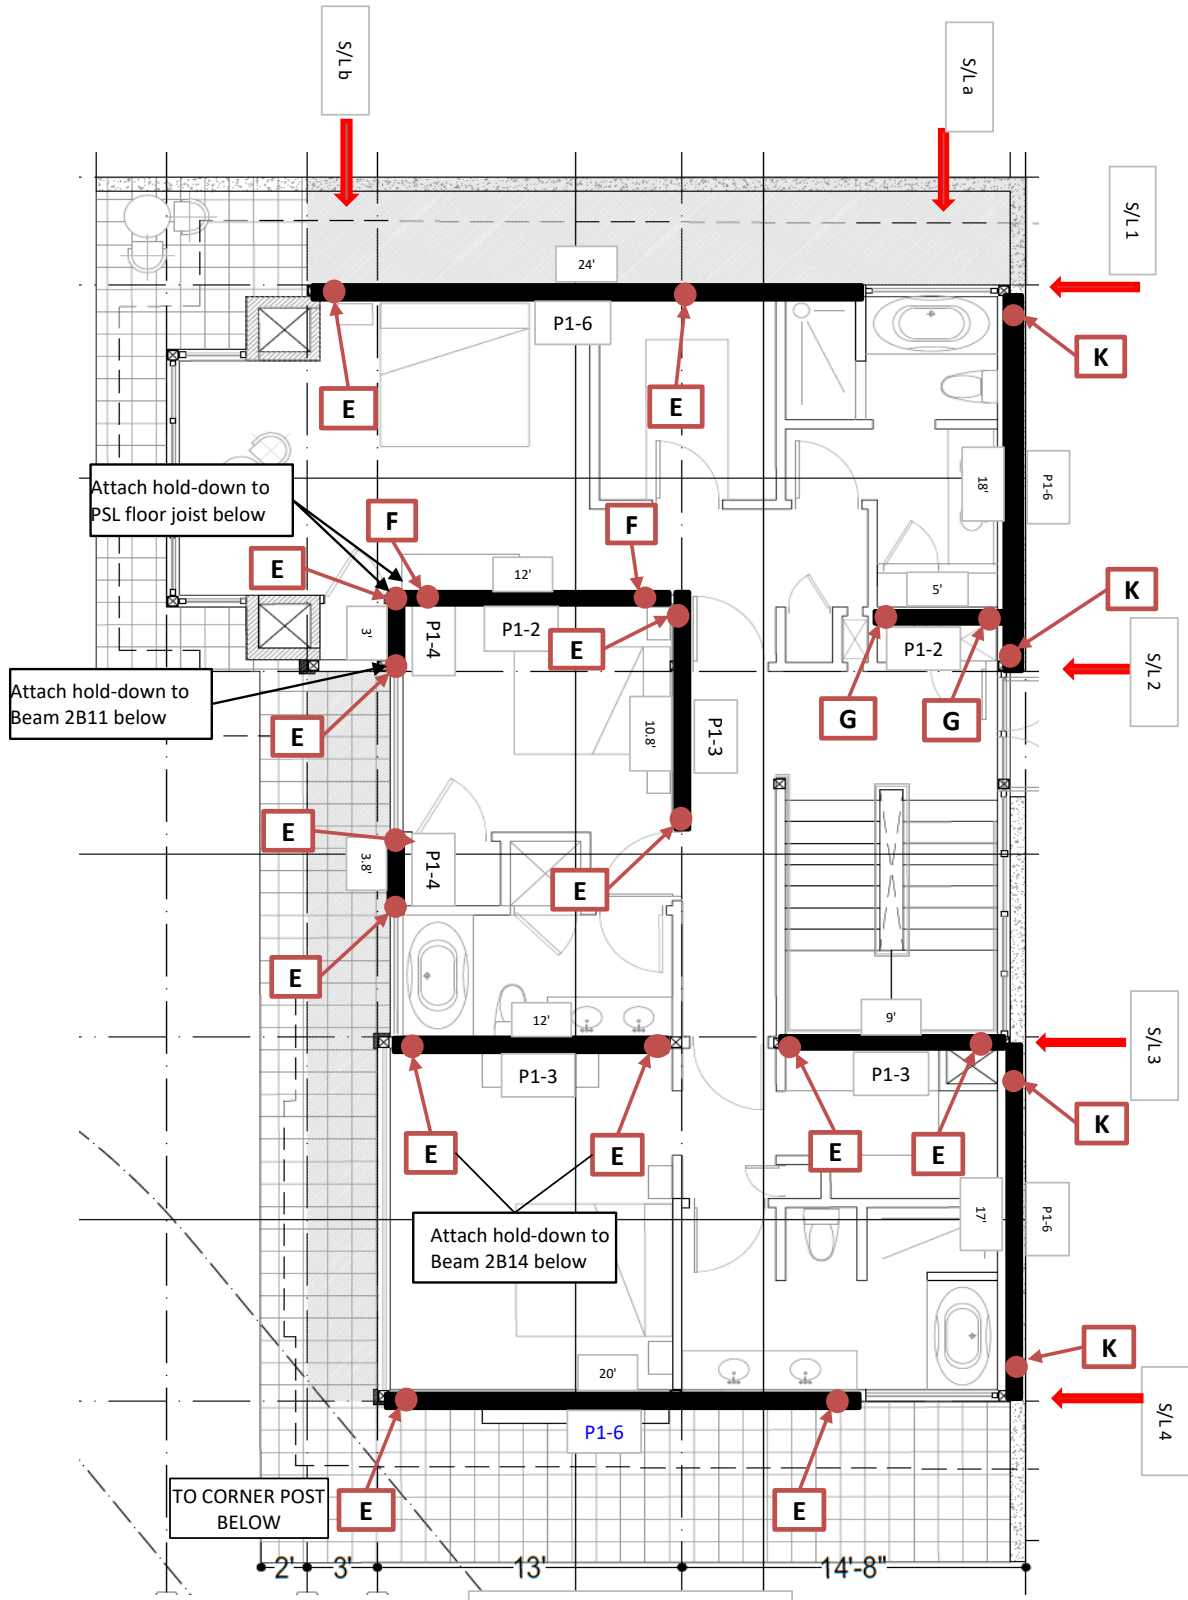 S/L b
S/L a
S/L 1
24'
P1-6
E
E
K
Attach hold-down to
PSL floor joist below
F
F
18'
P1-6
E
12'
5'
3'
P1-4
P1-2
E
P1-2
K
Attach hold-down to
Beam 2B11 below
G
G
S/L 2
E
10.8'
P1-3
E
3.8'
P1-4
E
E
12'
9'
S/L 3
P1-3
P1-3
K
E
E
E
E
Attach hold-down to
Beam 2B14 below
17'
P1-6
K
20'
P1-6
S/L 4
TO CORNER POST
BELOW
E
E
2'
3'
13'
14'-8"